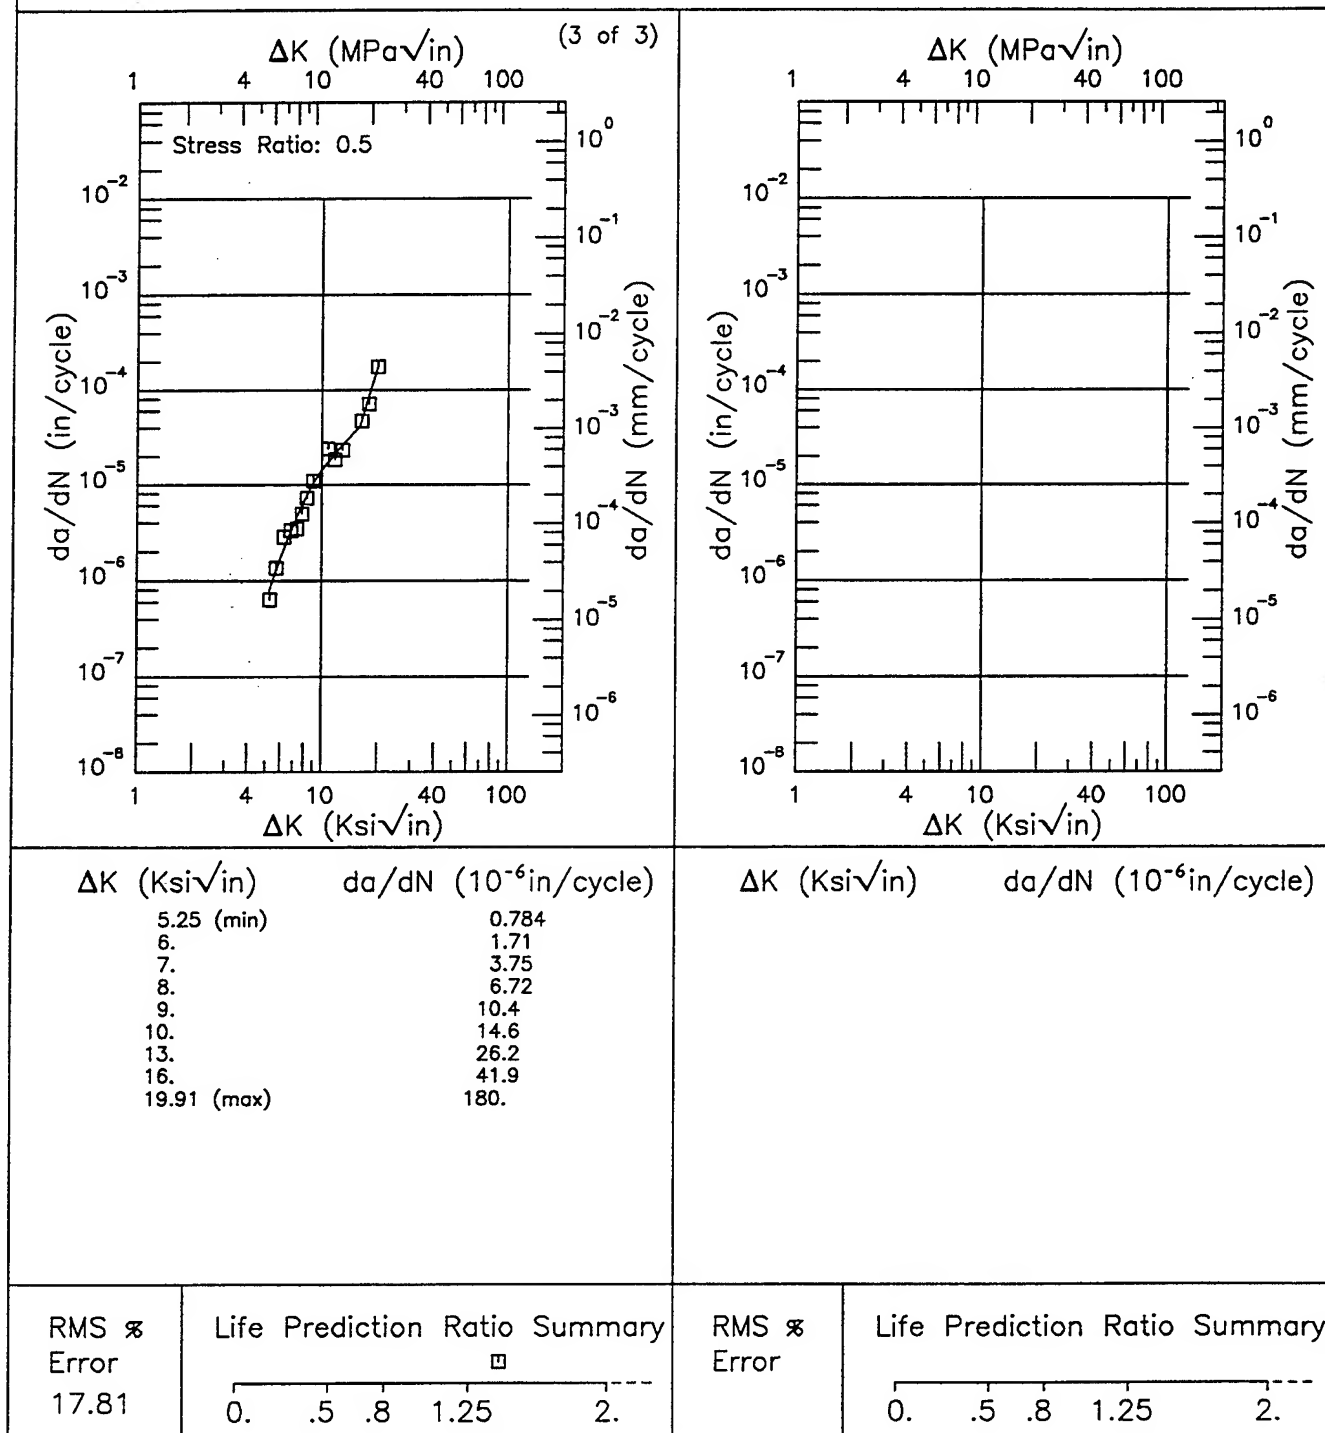 (3 of 3)
ΔK (MPa√in)
1 4 10 40 100
Stress Ratio: 0.5
10⁻²
10⁻³
10⁻⁴
10⁻⁵
10⁻⁶
10⁻⁷
10⁻⁸
da/dN (in/cycle)
10⁰
10⁻¹
10⁻²
10⁻³
10⁻⁴
10⁻⁵
10⁻⁶
da/dN (mm/cycle)
1 4 10 40 100
ΔK (Ksi√in)
ΔK (MPa√in)
1 4 10 40 100
10⁻²
10⁻³
10⁻⁴
10⁻⁵
10⁻⁶
10⁻⁷
10⁻⁸
da/dN (in/cycle)
10⁰
10⁻¹
10⁻²
10⁻³
10⁻⁴
10⁻⁵
10⁻⁶
da/dN (mm/cycle)
1 4 10 40 100
ΔK (Ksi√in)
ΔK (Ksi√in) da/dN (10⁻⁶in/cycle)
5.25 (min) 0.784
6. 1.71
7. 3.75
8. 6.72
9. 10.4
10. 14.6
13. 26.2
16. 41.9
19.91 (max) 180.
ΔK (Ksi√in) da/dN (10⁻⁶in/cycle)
RMS %
Error
17.81
Life Prediction Ratio Summary
0. .5 .8 1.25 2.
RMS %
Error
Life Prediction Ratio Summary
0. .5 .8 1.25 2.